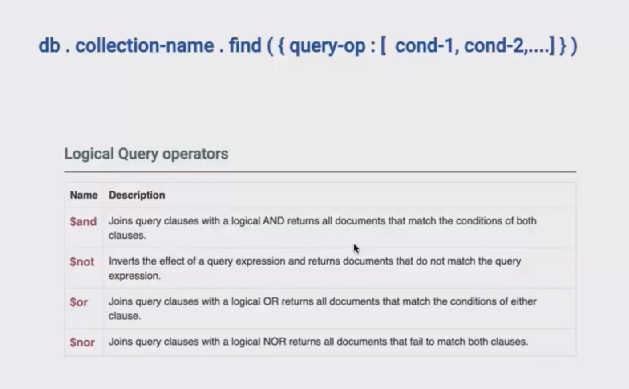 db . collection-name . find ( { query-op : [ cond-1, cond-2,....] } )
Logical Query operators
Name Description
$and Joins query clauses with a logical AND returns all documents that match the conditions of both
clauses.
$not Inverts the effect of a query expression and returns documents that do not match the query
expression.
$or Joins query clauses with a logical OR returns all documents that match the conditions of either
clause.
$nor Joins query clauses with a logical NOR returns all documents that fail to match both clauses.